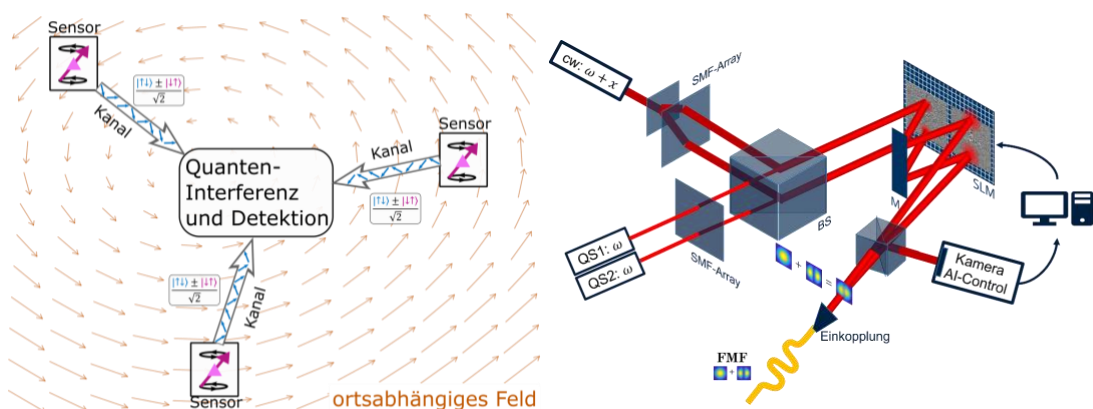 Sensor
|↑↓⟩ ± |↓↑⟩
√2
Kanal
Sensor
Kanal
|↑↓⟩ ± |↓↑⟩
√2
Quanten-
Interferenz
und Detektion
|↑↓⟩ ± |↓↑⟩
√2
Kanal
Sensor
ortsabhängiges Feld
cw: ω + x
SMF-Array
SLM
M
BS
QS1: ω
QS2: ω
SMF-Array
+ =
Kamera
AI-Control
Einkopplung
FMF
+